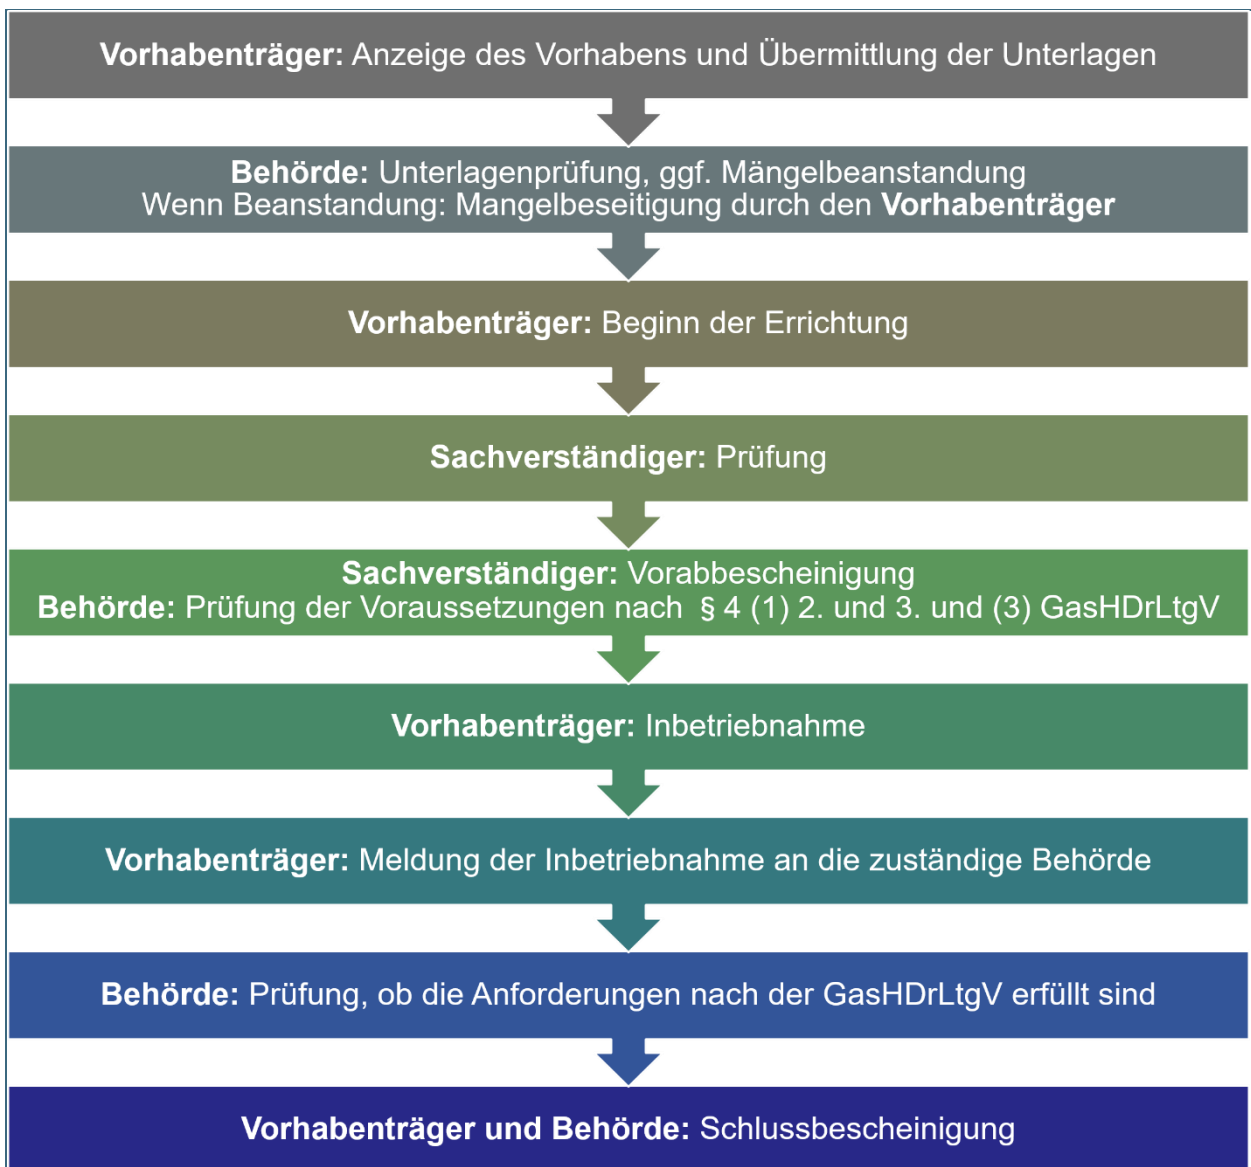 Vorhabenträger: Anzeige des Vorhabens und Übermittlung der Unterlagen
Behörde: Unterlagenprüfung, ggf. Mängelbeanstandung
Wenn Beanstandung: Mangelbeseitigung durch den Vorhabenträger
Vorhabenträger: Beginn der Errichtung
Sachverständiger: Prüfung
Sachverständiger: Vorabbescheinigung
Behörde: Prüfung der Voraussetzungen nach § 4 (1) 2. und 3. und (3) GasHDrLtgV
Vorhabenträger: Inbetriebnahme
Vorhabenträger: Meldung der Inbetriebnahme an die zuständige Behörde
Behörde: Prüfung, ob die Anforderungen nach der GasHDrLtgV erfüllt sind
Vorhabenträger und Behörde: Schlussbescheinigung